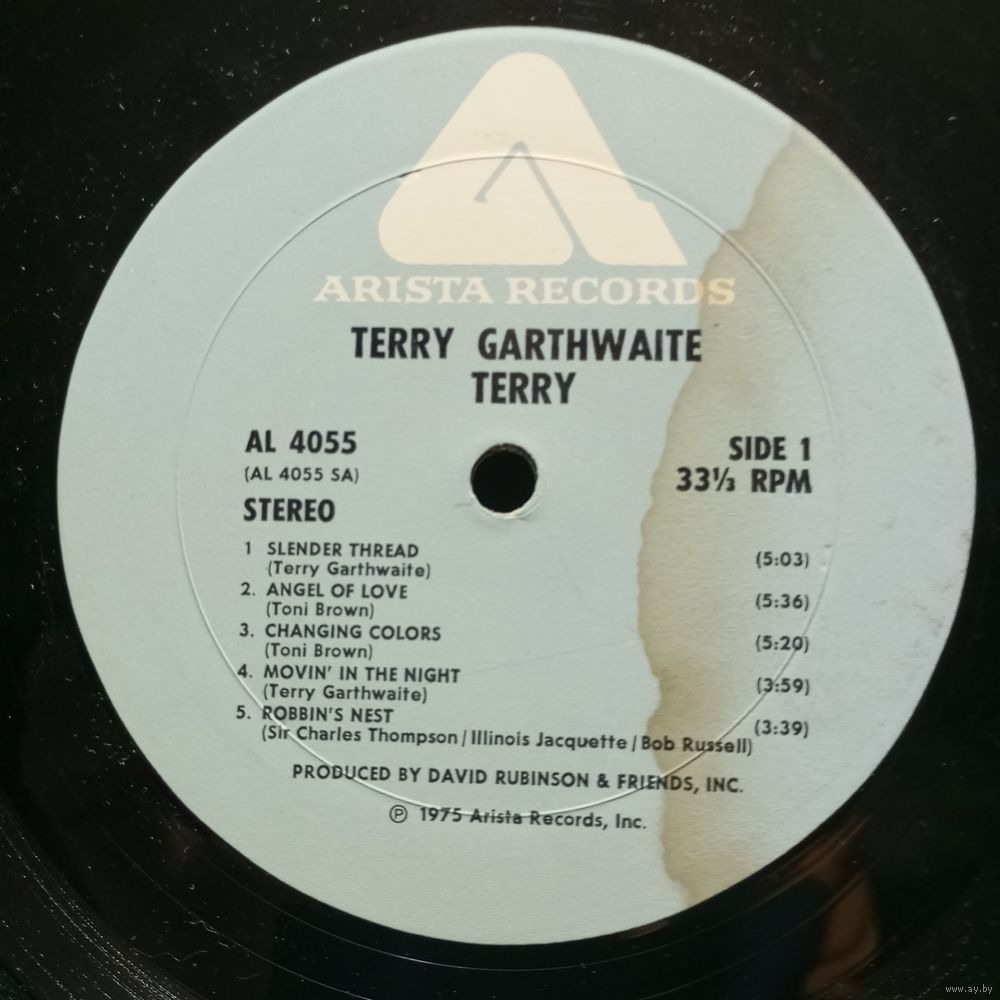 ARISTA RECORDS
TERRY GARTHWAITE
TERRY
AL 4055
(AL 4055 SA)
STEREO
SIDE 1
33⅓ RPM
1 SLENDER THREAD (5:03)
(Terry Garthwaite)
2. ANGEL OF LOVE (5:36)
(Toni Brown)
3. CHANGING COLORS (5:20)
(Toni Brown)
4. MOVIN' IN THE NIGHT (3:59)
(Terry Garthwaite)
5. ROBBIN'S NEST (3:39)
(Sir Charles Thompson/Illinois Jacquette/Bob Russell)
PRODUCED BY DAVID RUBINSON & FRIENDS, INC.
℗ 1975 Arista Records, Inc.
www.ay.by